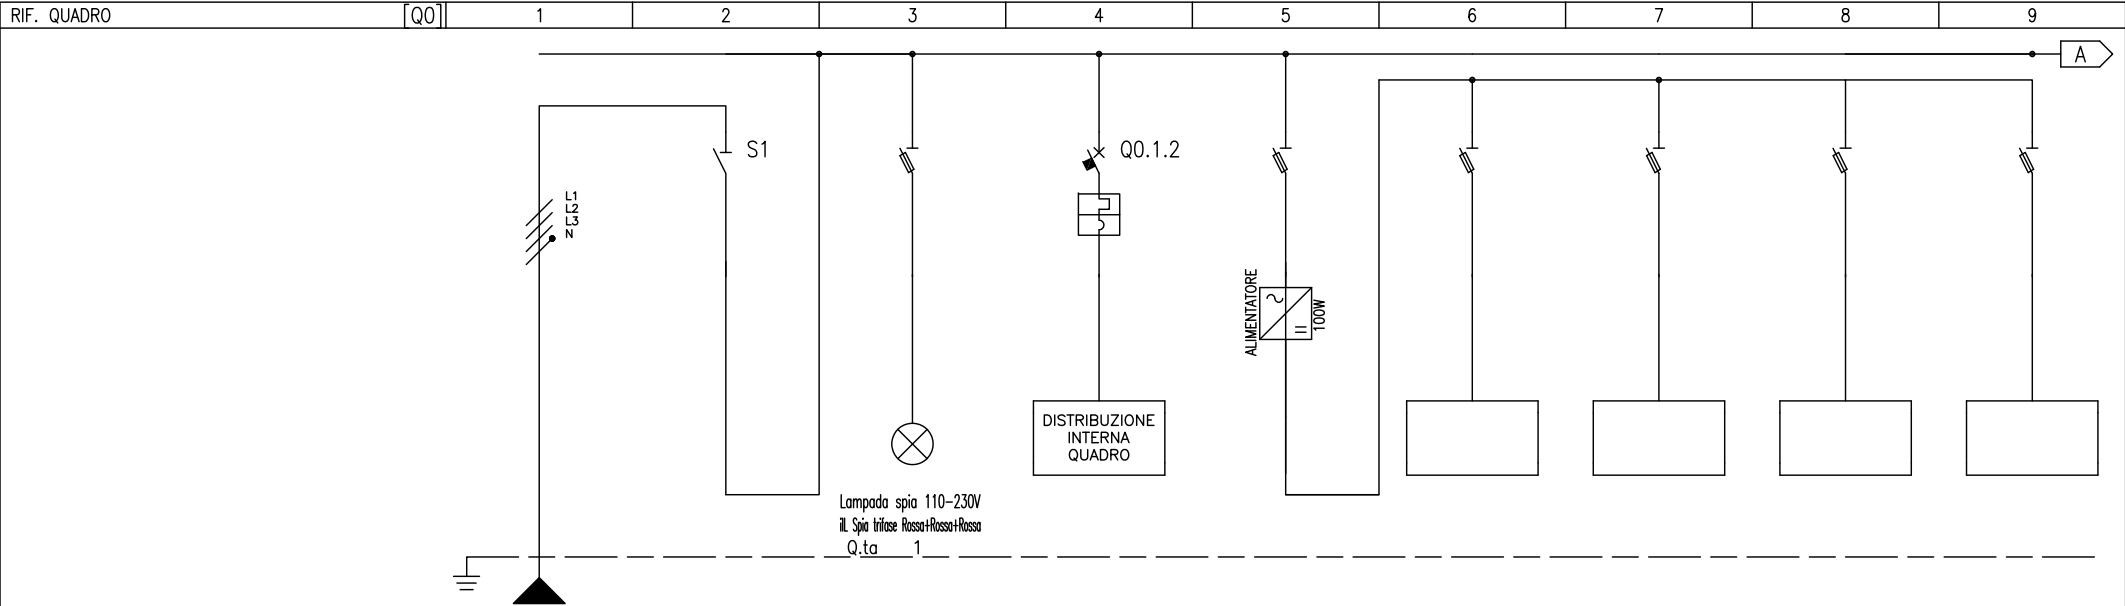 RIF. QUADRO [Q0] 1 2 3 4 5 6 7 8 9
A
S1
Q0.1.2
L1
L2
L3
N
ALIMENTATORE
100W
DISTRIBUZIONE
INTERNA
QUADRO
Lampada spia 110-230V
ill. Spia trifase Rossa+Rossa+Rossa
Q.ta 1